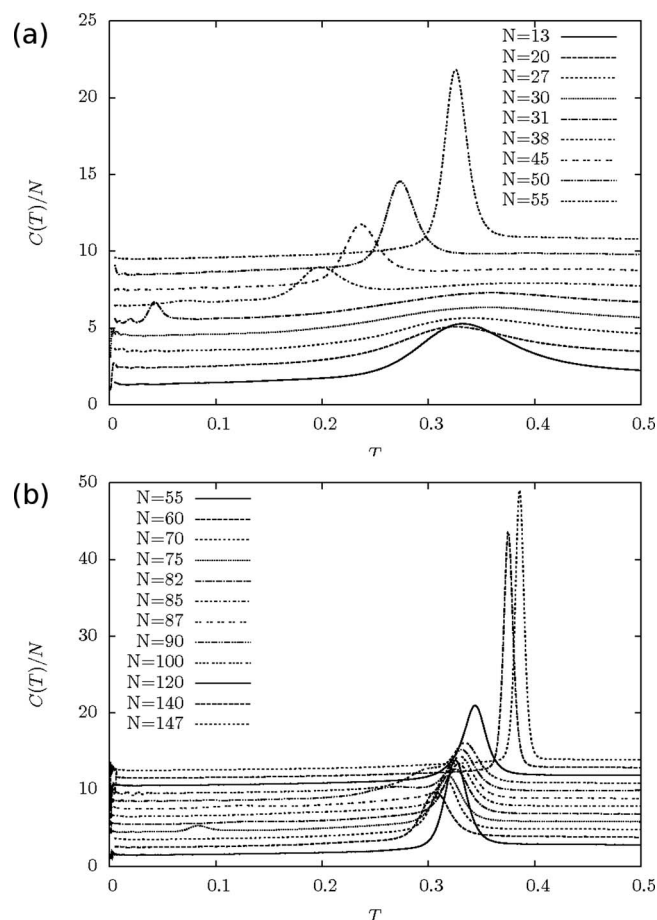 (a)
25
20
15
10
5
0
C(T)/N
N=13
N=20
N=27
N=30
N=31
N=38
N=45
N=50
N=55
0
0.1
0.2
0.3
0.4
0.5
T
(b)
50
40
30
20
10
0
C(T)/N
N=55
N=60
N=70
N=75
N=82
N=85
N=87
N=90
N=100
N=120
N=140
N=147
0
0.1
0.2
0.3
0.4
0.5
T